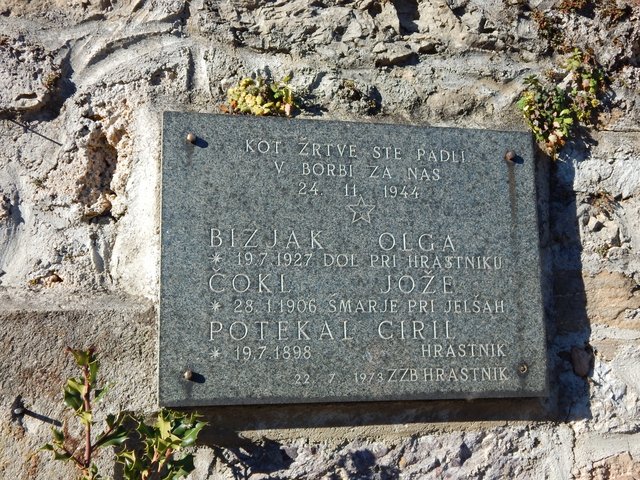 KOT ŽRTVE STE PADLI
V BORBI ZA NAS
24. 11. 1944
BIZJAK OLGA
* 19.7.1927. DOL PRI HRASTNIKU
ČOKL JOŽE
* 28.1.1906 ŠMARJE PRI JELŠAH
POTEKAL CIRIL
* 19.7.1898 HRASTNIK
22. 7. 1973 ZZB HRASTNIK